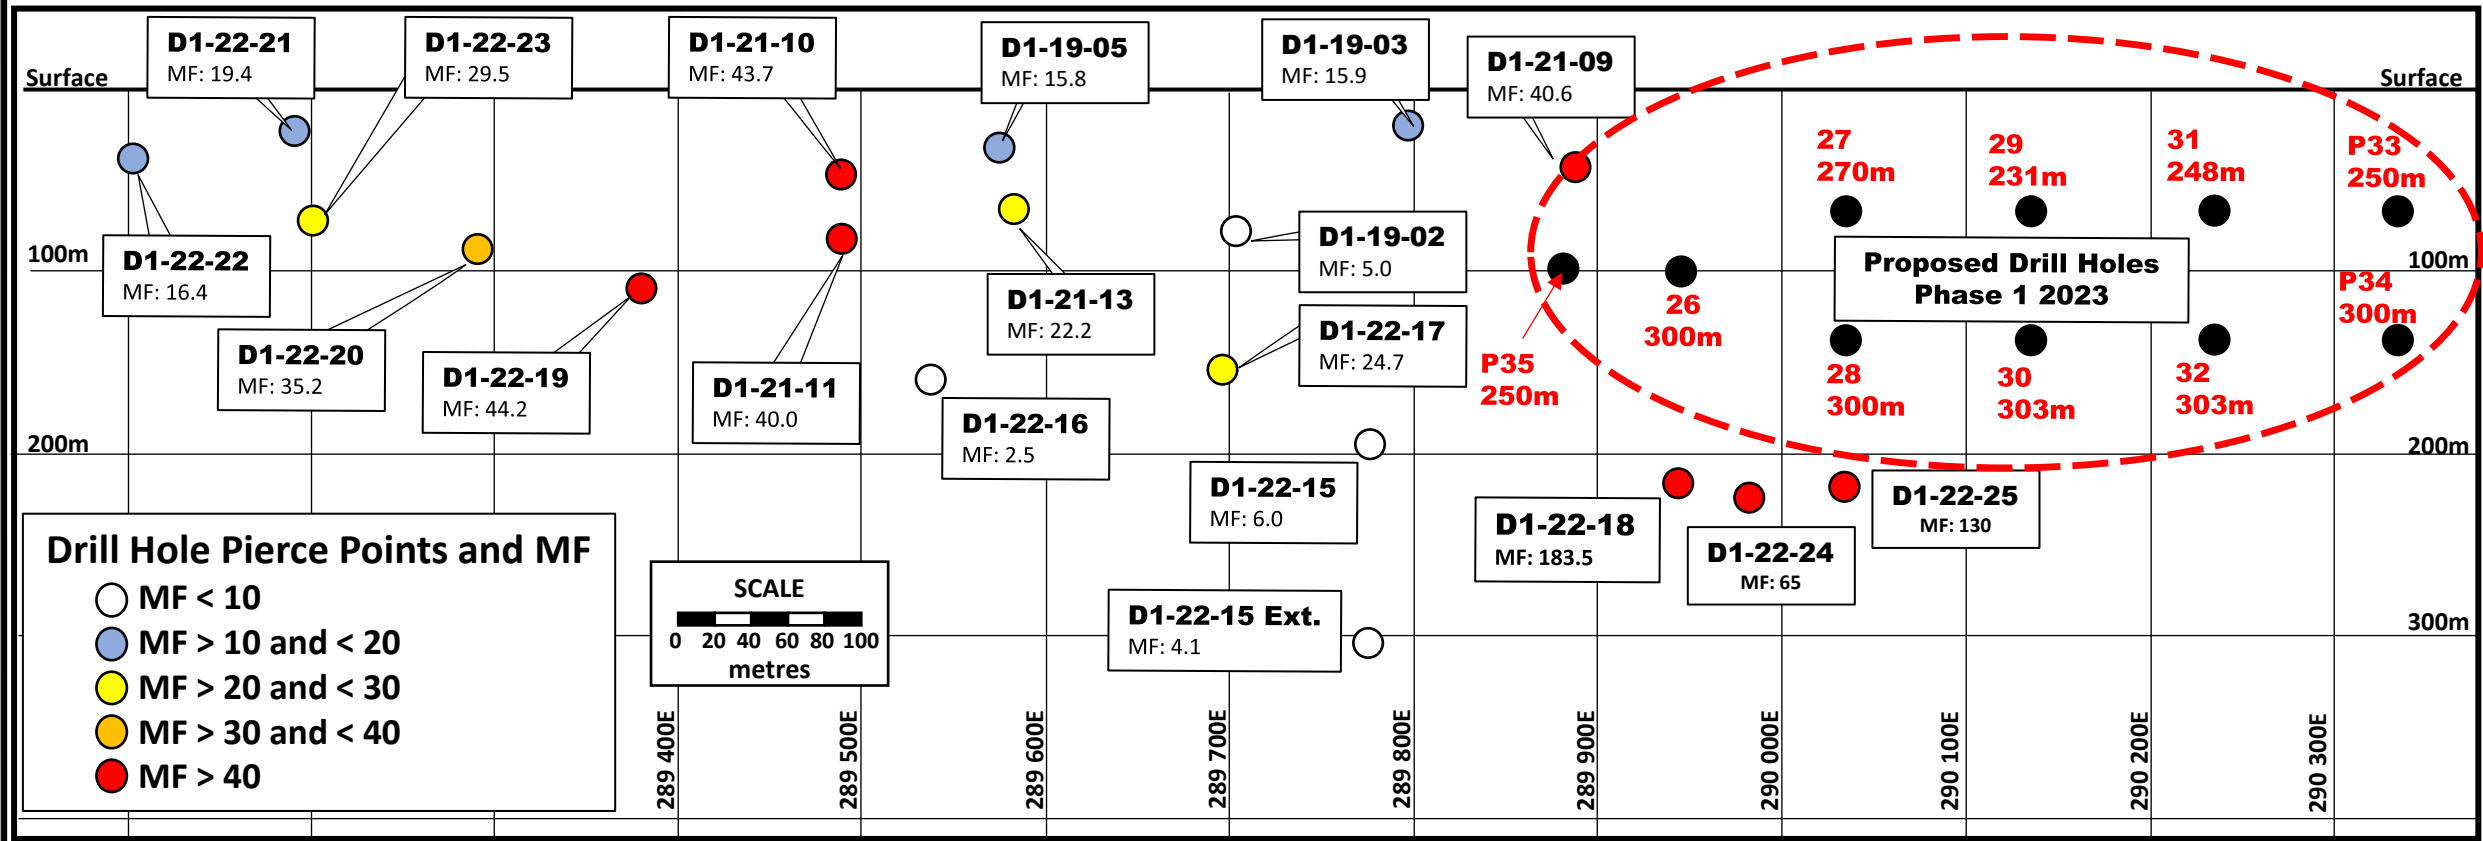 D1-22-21
MF: 19.4
D1-22-23
MF: 29.5
D1-21-10
MF: 43.7
D1-19-05
MF: 15.8
D1-19-03
MF: 15.9
D1-21-09
MF: 40.6
Surface
Surface
27
270m
29
231m
31
248m
P33
250m
D1-22-22
MF: 16.4
D1-19-02
MF: 5.0
100m
100m
Proposed Drill Holes
Phase 1 2023
P34
300m
26
300m
D1-21-13
MF: 22.2
D1-22-17
MF: 24.7
D1-22-20
MF: 35.2
D1-22-19
MF: 44.2
D1-21-11
MF: 40.0
P35
250m
28
300m
30
303m
32
303m
D1-22-16
MF: 2.5
200m
200m
D1-22-15
MF: 6.0
D1-22-18
MF: 183.5
D1-22-24
MF: 65
D1-22-25
MF: 130
Drill Hole Pierce Points and MF
MF < 10
MF > 10 and < 20
MF > 20 and < 30
MF > 30 and < 40
MF > 40
SCALE
0 20 40 60 80 100
metres
D1-22-15 Ext.
MF: 4.1
300m
289 400E
289 500E
289 600E
289 700E
289 800E
289 900E
290 000E
290 100E
290 200E
290 300E